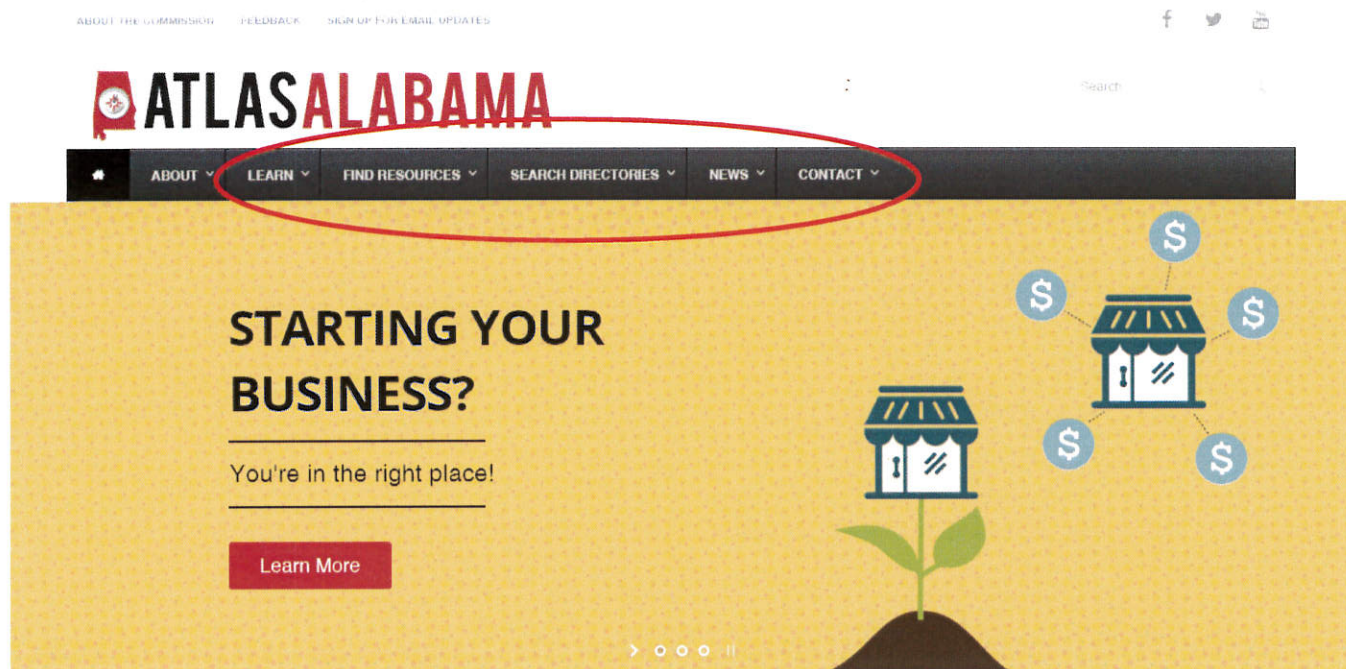 ABOUT THE COMMISSION FEEDBACK SIGN UP FOR EMAIL UPDATES
ATLASALABAMA
Search
ABOUT LEARN FIND RESOURCES SEARCH DIRECTORIES NEWS CONTACT
$
$
$
STARTING YOUR
BUSINESS?
$
$
You're in the right place!
Learn More